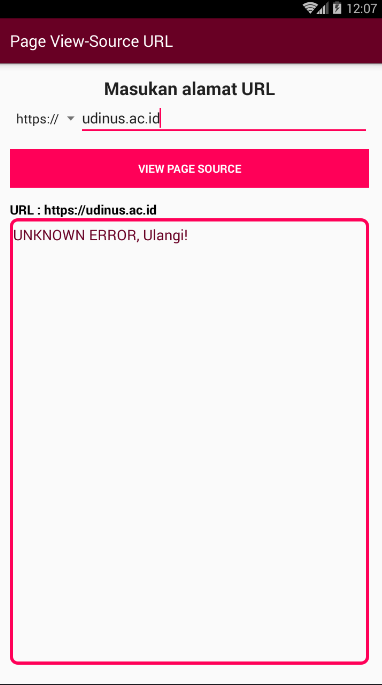 12:07
Page View-Source URL
Masukan alamat URL
https:// udinus.ac.id
VIEW PAGE SOURCE
URL : https://udinus.ac.id
UNKNOWN ERROR, Ulangi!